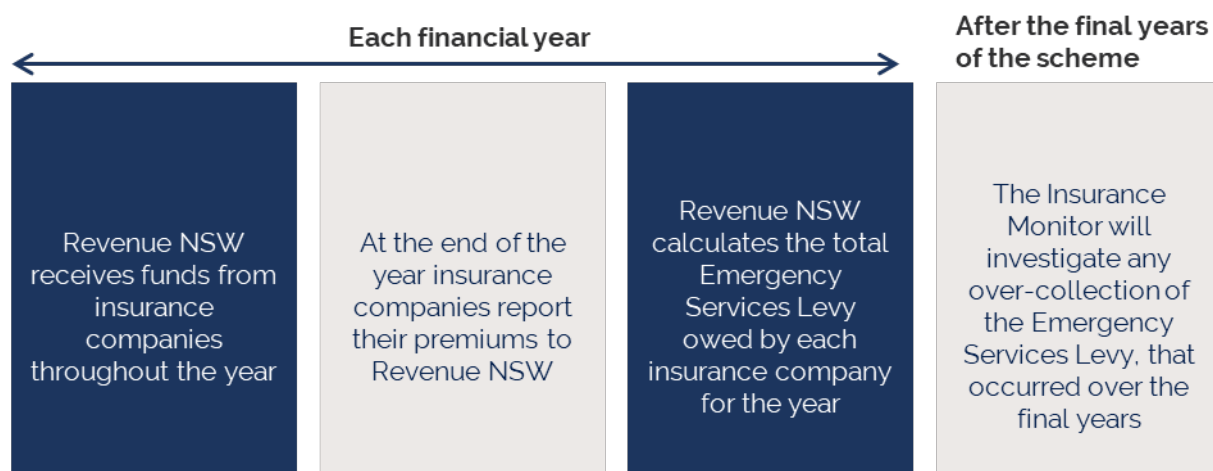 Each financial year
After the final years
of the scheme
Revenue NSW
receives funds from
insurance
companies
throughout the year
At the end of the
year insurance
companies report
their premiums to
Revenue NSW
Revenue NSW
calculates the total
Emergency
Services Levy
owed by each
insurance company
for the year
The Insurance
Monitor will
investigate any
over-collection of
the Emergency
Services Levy, that
occurred over the
final years